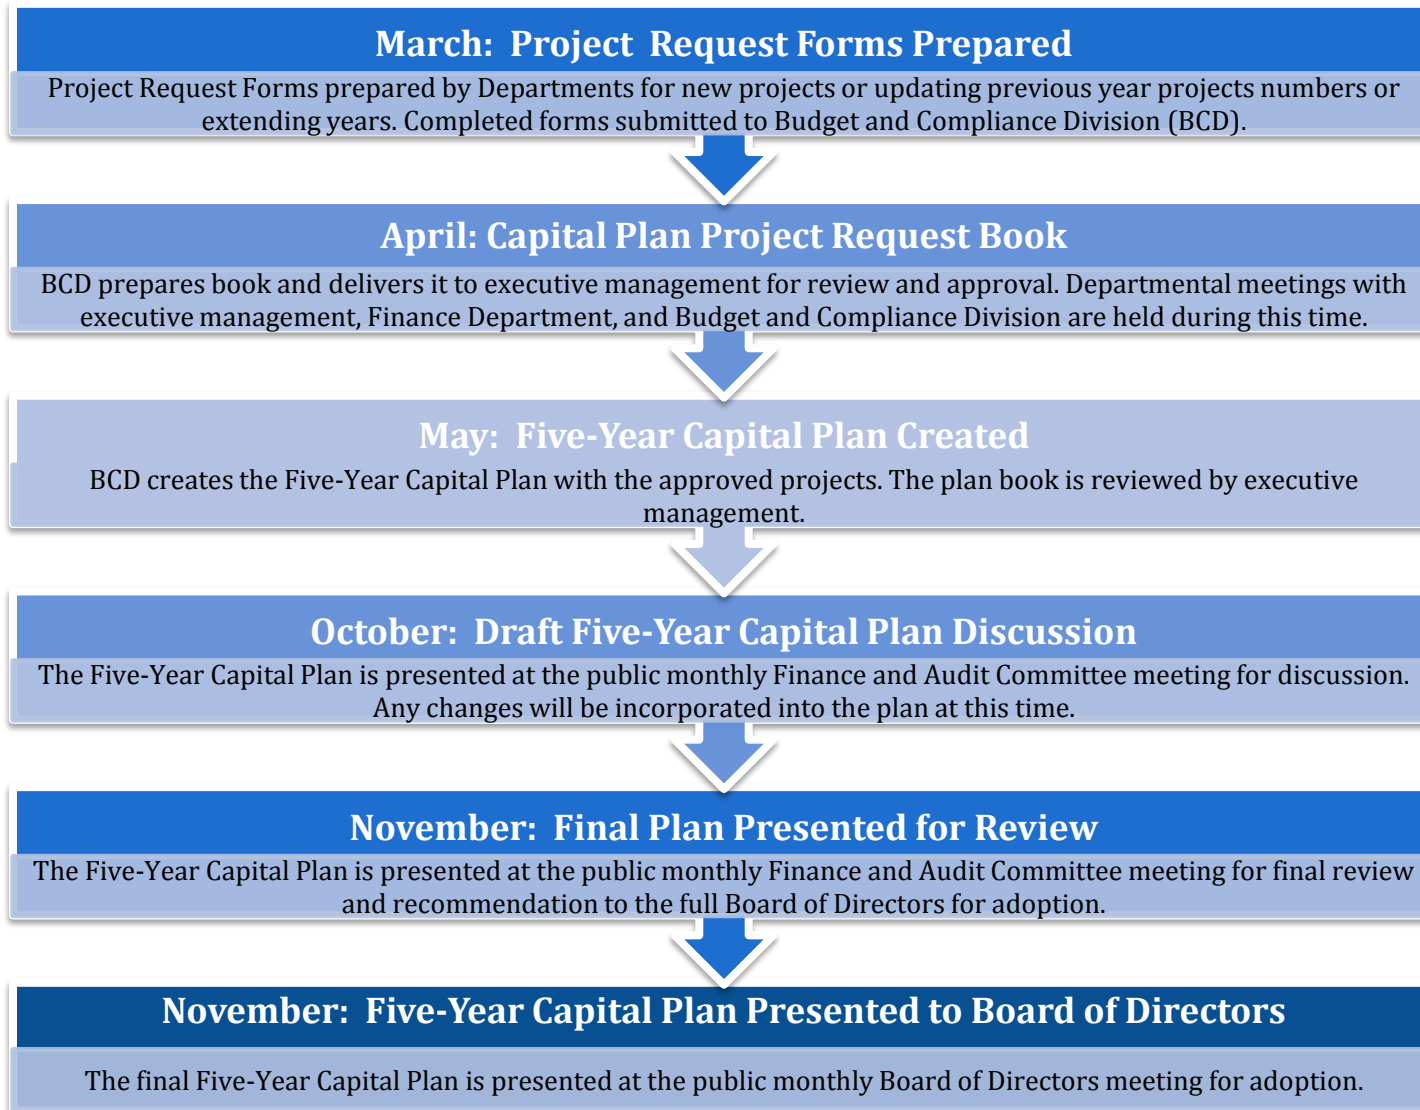 March:  Project  Request Forms Prepared
Project Request Forms prepared by Departments for new projects or updating previous year projects numbers or
extending years. Completed forms submitted to Budget and Compliance Division (BCD).
April: Capital Plan Project Request Book
BCD prepares book and delivers it to executive management for review and approval. Departmental meetings with
executive management, Finance Department, and Budget and Compliance Division are held during this time.
May:  Five-Year Capital Plan Created
BCD creates the Five-Year Capital Plan with the approved projects. The plan book is reviewed by executive
management.
October:  Draft Five-Year Capital Plan Discussion
The Five-Year Capital Plan is presented at the public monthly Finance and Audit Committee meeting for discussion.
Any changes will be incorporated into the plan at this time.
November:  Final Plan Presented for Review
The Five-Year Capital Plan is presented at the public monthly Finance and Audit Committee meeting for final review
and recommendation to the full Board of Directors for adoption.
November:  Five-Year Capital Plan Presented to Board of Directors
The final Five-Year Capital Plan is presented at the public monthly Board of Directors meeting for adoption.